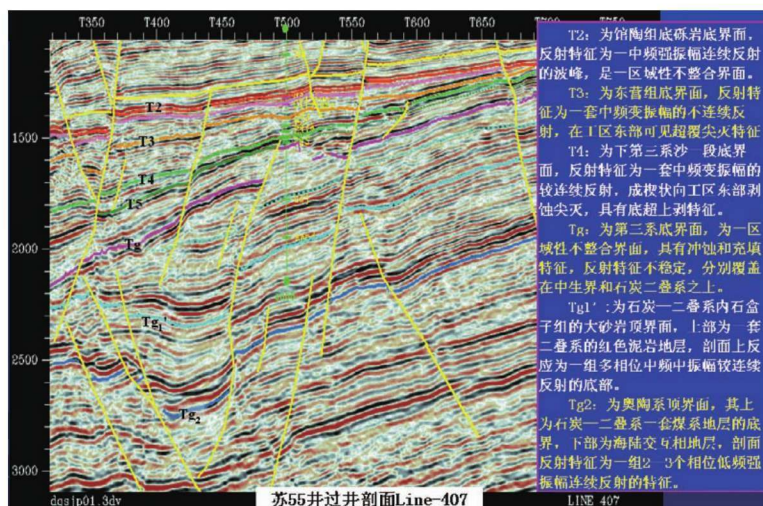 T350 T400 T450 T500 T550 T600 T650
1500
2000
2500
3000
T2
T3
T4
T5
Tg
Tg1'
Tg2
dqsjp01.3dv
苏55井过井剖面Line-407
LINE 407
T2：为馆陶组底砾岩底界面，
反射特征为一中频强振幅连续反射
的波峰，是一区域性不整合界面。
T3：为东营组底界面，反射特
征为一套中频变振幅的不连续反
射，在工区东部可见超覆尖灭特征
T4：为下第三系沙一段底界
面，反射特征为一套中频变振幅的
较连续反射，成楔状向工区东部剥
蚀尖灭，具有底超上剥特征。
Tg：为第三系底界面，为一区
域性不整合界面，具有冲蚀和充填
特征，反射特征不稳定，分别覆盖
在中生界和石炭二叠系之上。
Tg1'：为石炭—二叠系内石盒
子组的大砂岩顶界面，上部为一套
二叠系的红色泥岩地层，剖面上反
应为一组多相位中频中振幅铰连续
反射的底部。
Tg2：为奥陶系顶界面，其上
为石炭—二叠系一套煤系地层的底
界，下部为海陆交互相地层，剖面
反射特征为一组2－3个相位低频强
振幅连续反射的特征。